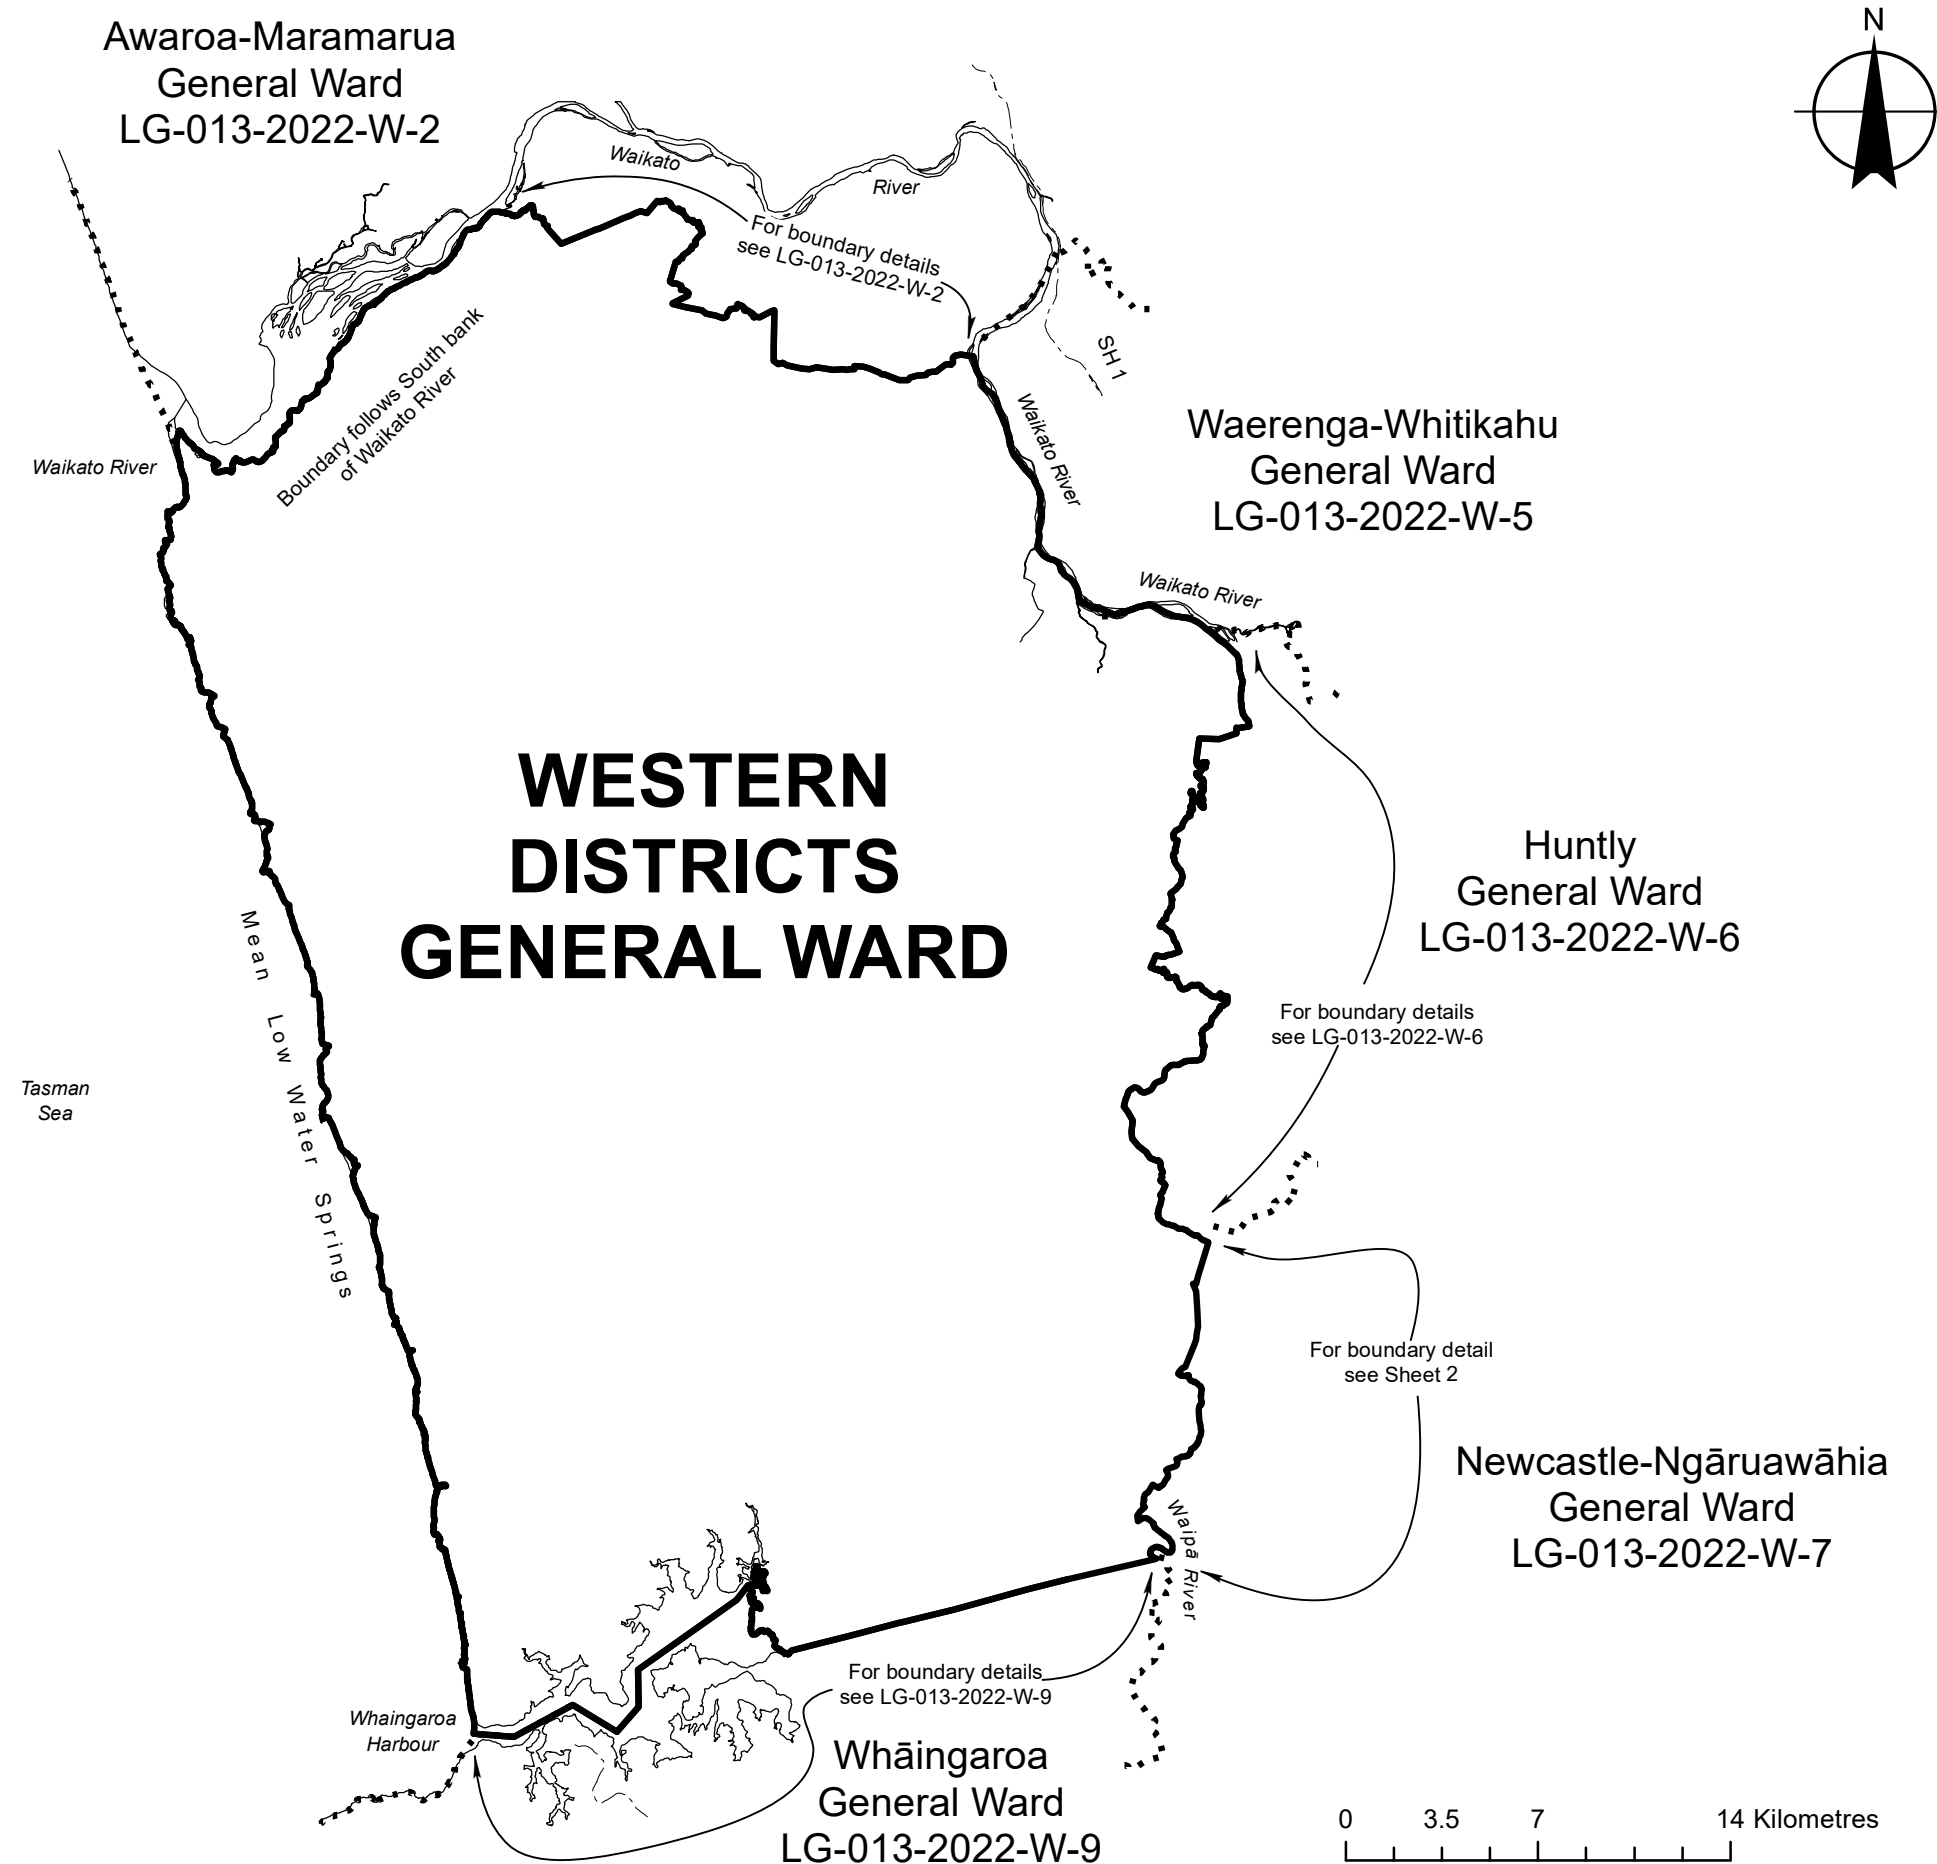 N
Awaroa-Maramarua
General Ward
LG-013-2022-W-2
Waikato
River
For boundary details
see LG-013-2022-W-2
SH 1
Boundary follows South bank
of Waikato River
Waikato River
Waikato River
Waerenga-Whitikahu
General Ward
LG-013-2022-W-5
Waikato River
WESTERN
DISTRICTS
GENERAL WARD
Huntly
General Ward
LG-013-2022-W-6
Mean Low Water Springs
For boundary details
see LG-013-2022-W-6
Tasman
Sea
For boundary detail
see Sheet 2
Newcastle-Ngāruawāhia
General Ward
LG-013-2022-W-7
Waipā River
For boundary details
see LG-013-2022-W-9
Whaingaroa
Harbour
Whāingaroa
General Ward
LG-013-2022-W-9
0 3.5 7 14 Kilometres